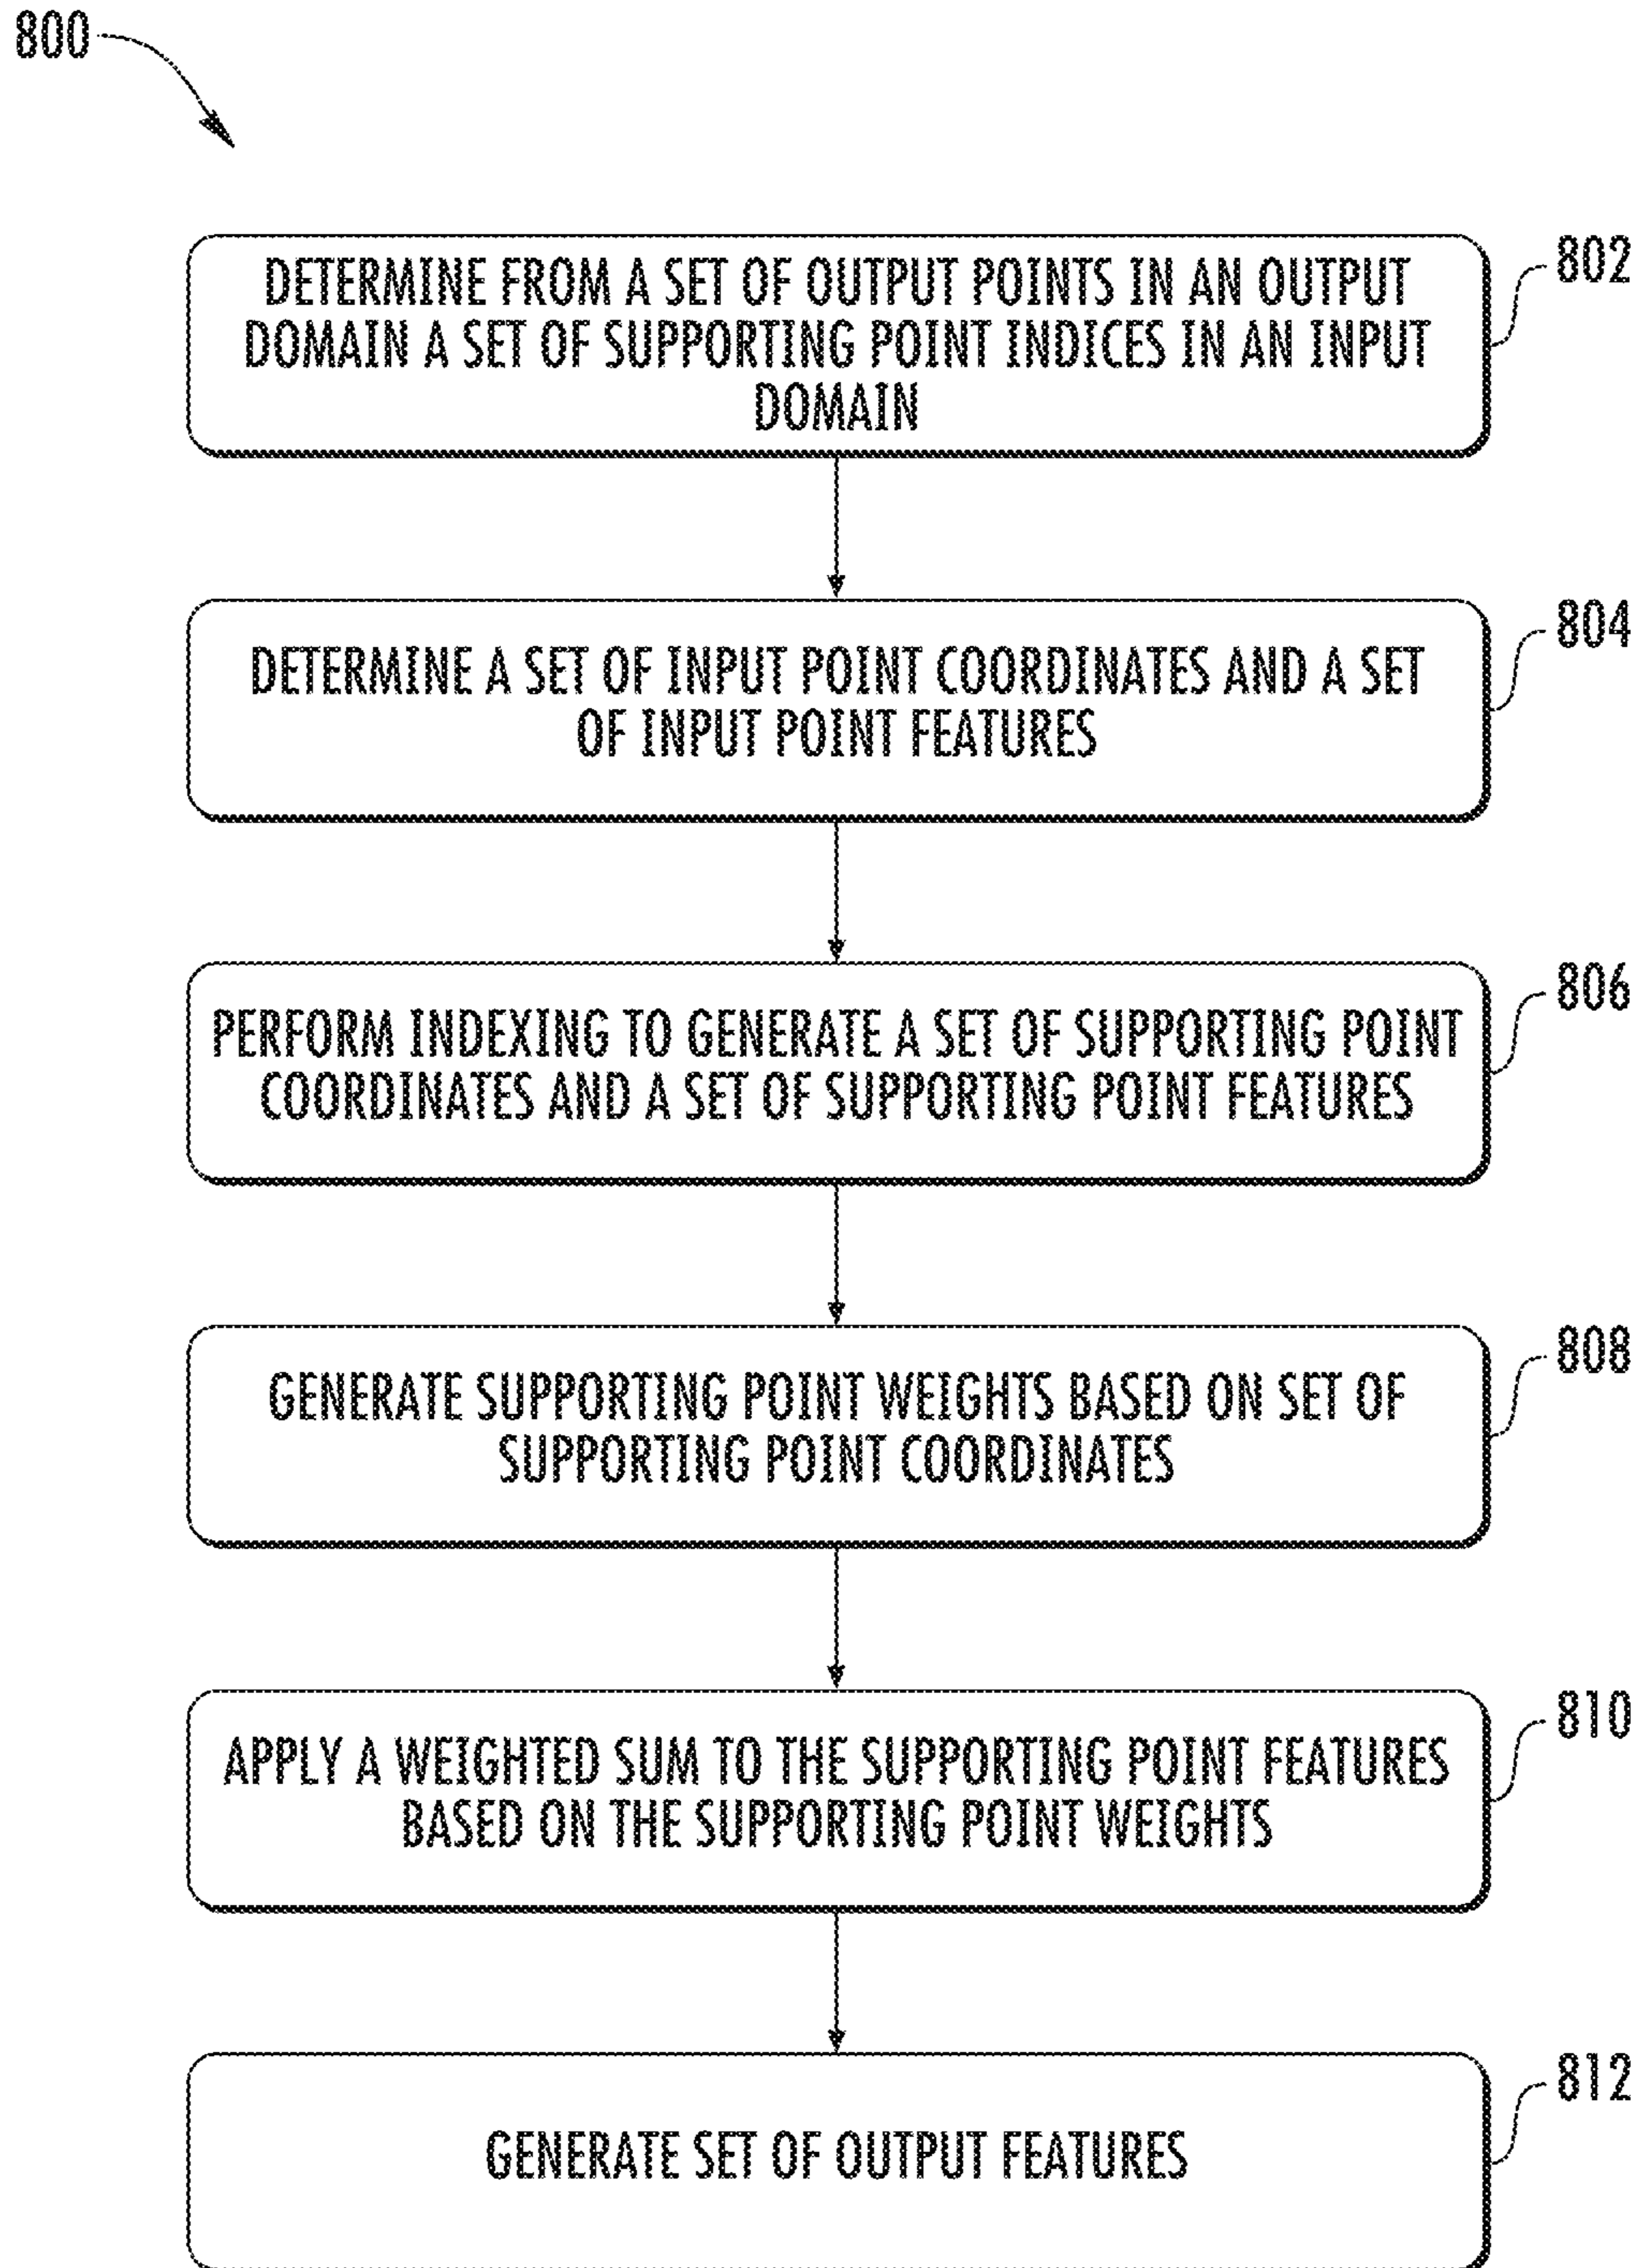 800
DETERMINE FROM A SET OF OUTPUT POINTS IN AN OUTPUT
DOMAIN A SET OF SUPPORTING POINT INDICES IN AN INPUT
DOMAIN
802
DETERMINE A SET OF INPUT POINT COORDINATES AND A SET
OF INPUT POINT FEATURES
804
PERFORM INDEXING TO GENERATE A SET OF SUPPORTING POINT
COORDINATES AND A SET OF SUPPORTING POINT FEATURES
806
GENERATE SUPPORTING POINT WEIGHTS BASED ON SET OF
SUPPORTING POINT COORDINATES
808
APPLY A WEIGHTED SUM TO THE SUPPORTING POINT FEATURES
BASED ON THE SUPPORTING POINT WEIGHTS
810
GENERATE SET OF OUTPUT FEATURES
812